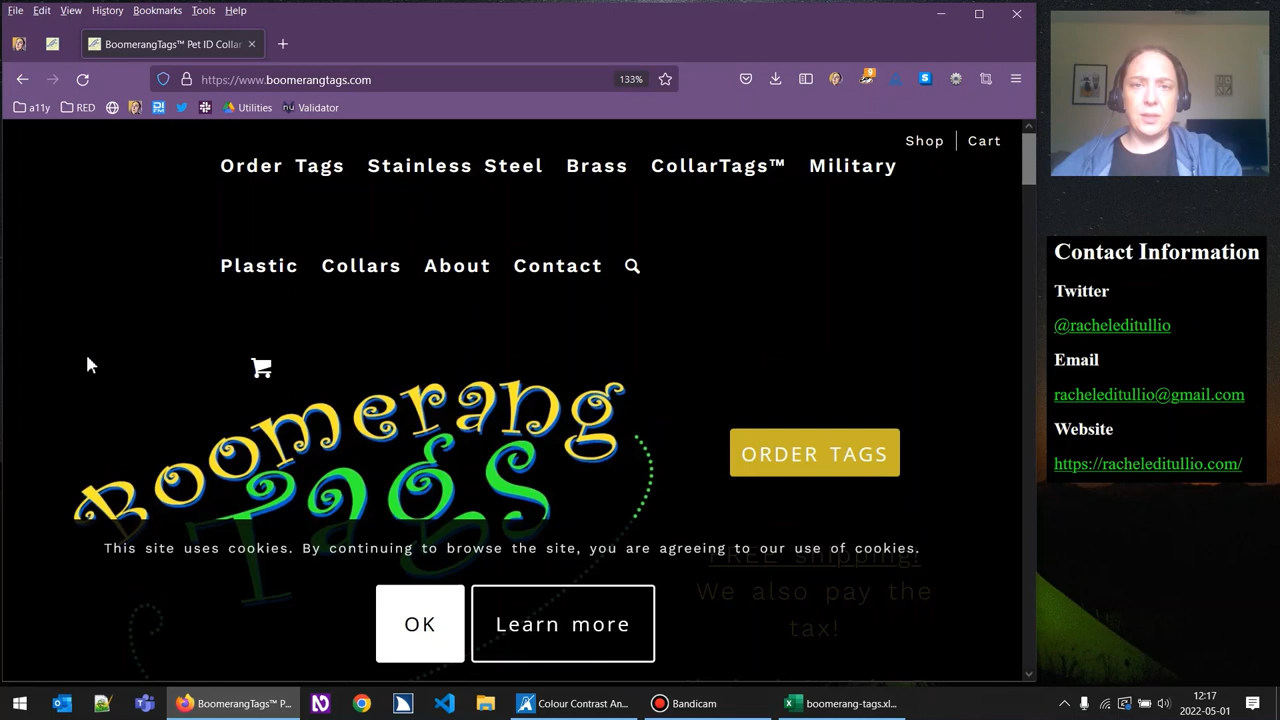 File Edit View History Bookmarks Tools Help
BoomerangTags™ Pet ID Collar
https://www.boomerangtags.com
133%
9
S
a11y RED Utilities Validator
Shop Cart
Order Tags Stainless Steel Brass CollarTags™ Military
Plastic Collars About Contact
Boomerang
Tags
ORDER TAGS
FREE shipping!
We also pay the
tax!
This site uses cookies. By continuing to browse the site, you are agreeing to our use of cookies.
OK Learn more
Contact Information
Twitter
@racheleditullio
Email
racheleditullio@gmail.com
Website
https://racheleditullio.com/
BoomerangTags™ P... Colour Contrast An... Bandicam boomerang-tags.xl...
12:17
2022-05-01